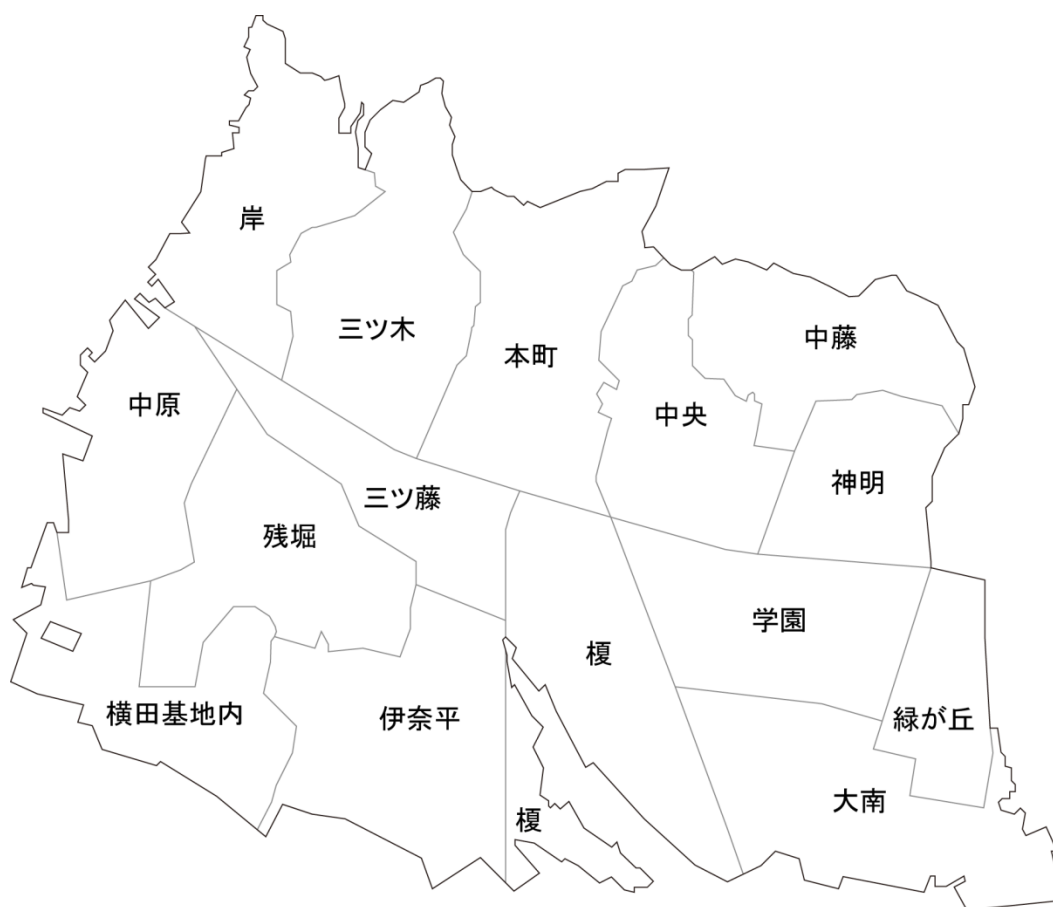 岸
三ツ木
本町
中藤
中原
中央
神明
三ツ藤
残堀
学園
榎
横田基地内
伊奈平
緑が丘
大南
榎